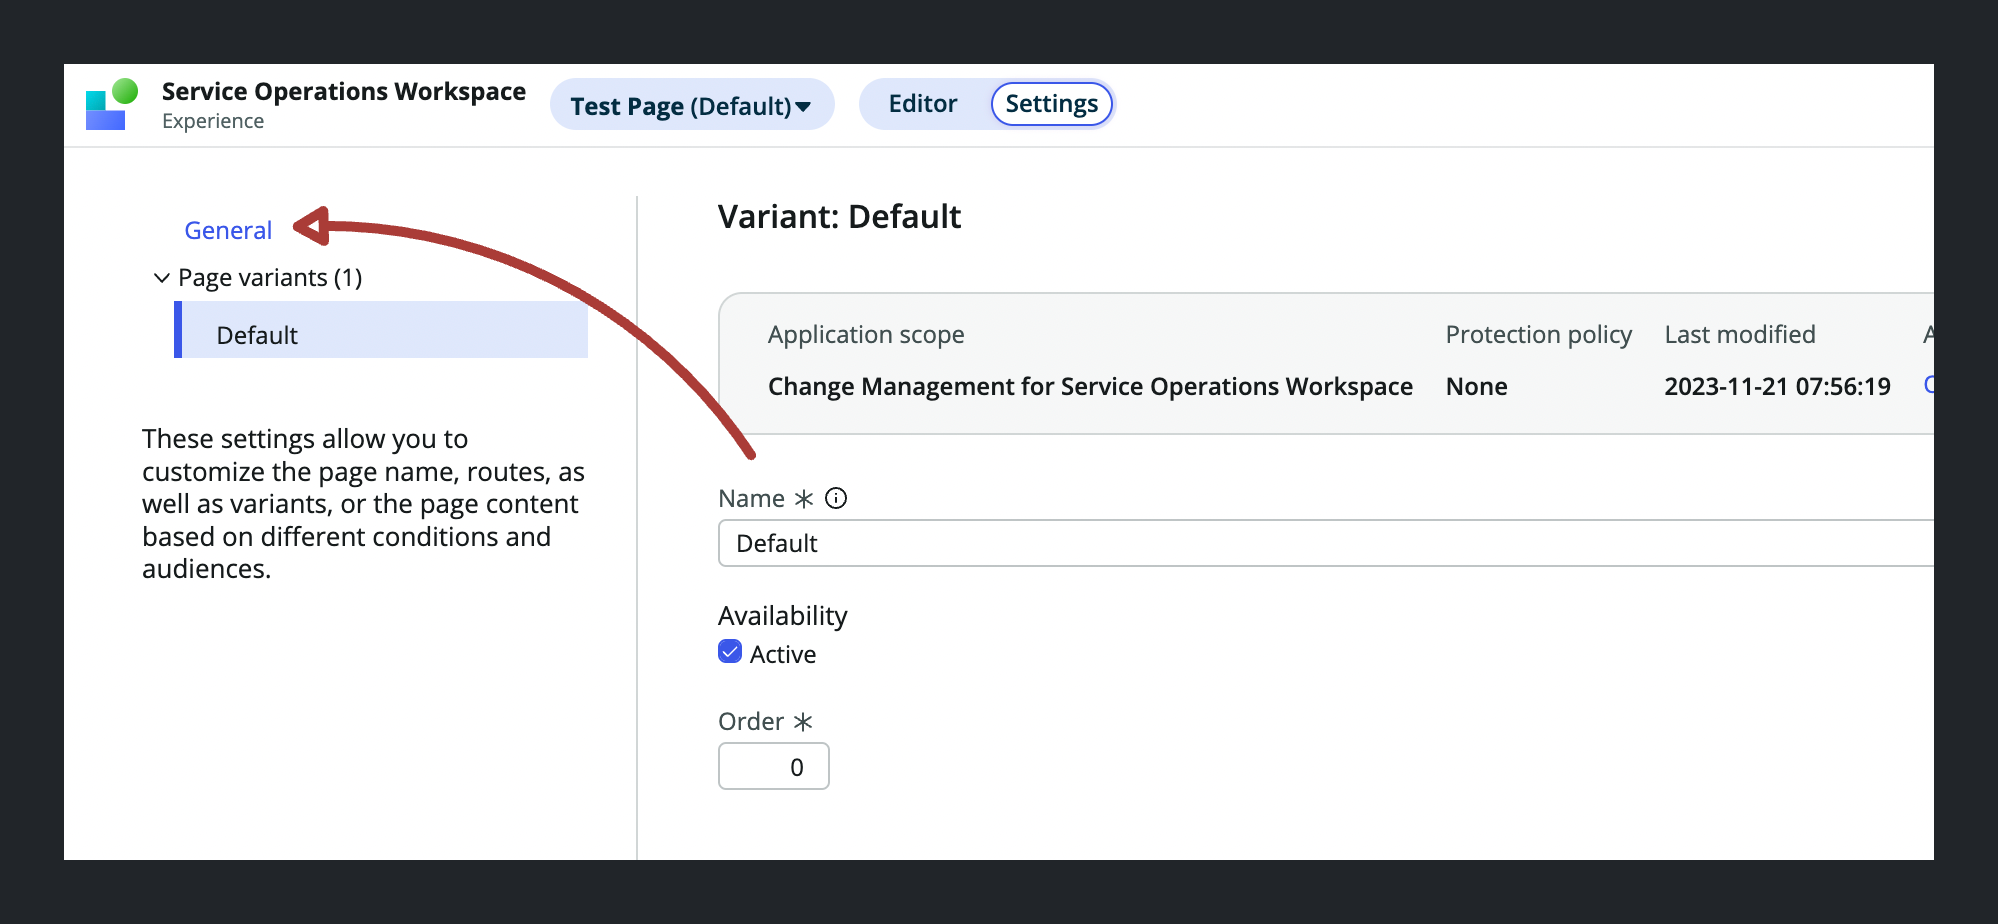 Service Operations Workspace
Experience
Test Page (Default)
Editor
Settings
General
Page variants (1)
Default
These settings allow you to
customize the page name, routes, as
well as variants, or the page content
based on different conditions and
audiences.
Variant: Default
Application scope
Change Management for Service Operations Workspace
Protection policy
None
Last modified
2023-11-21 07:56:19
Name *
Default
Availability
Active
Order *
0